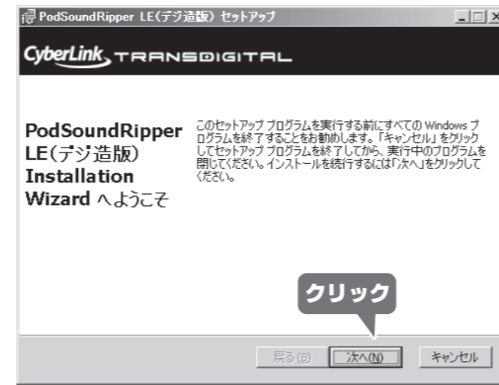 PodSoundRipper LE(デジ造版) セットアップ
CyberLink TRANSDIGITAL
PodSoundRipper
LE(デジ造版)
Installation
Wizard へようこそ
このセットアップ プログラムを実行する前にすべての Windows プ
ログラムを終了することをお勧めします。「キャンセル」をクリック
してセットアップ プログラムを終了してから、実行中のプログラムを
閉じてください。インストールを続行するには「次へ」をクリックして
ください。
クリック
戻る(B) 次へ(N) キャンセル